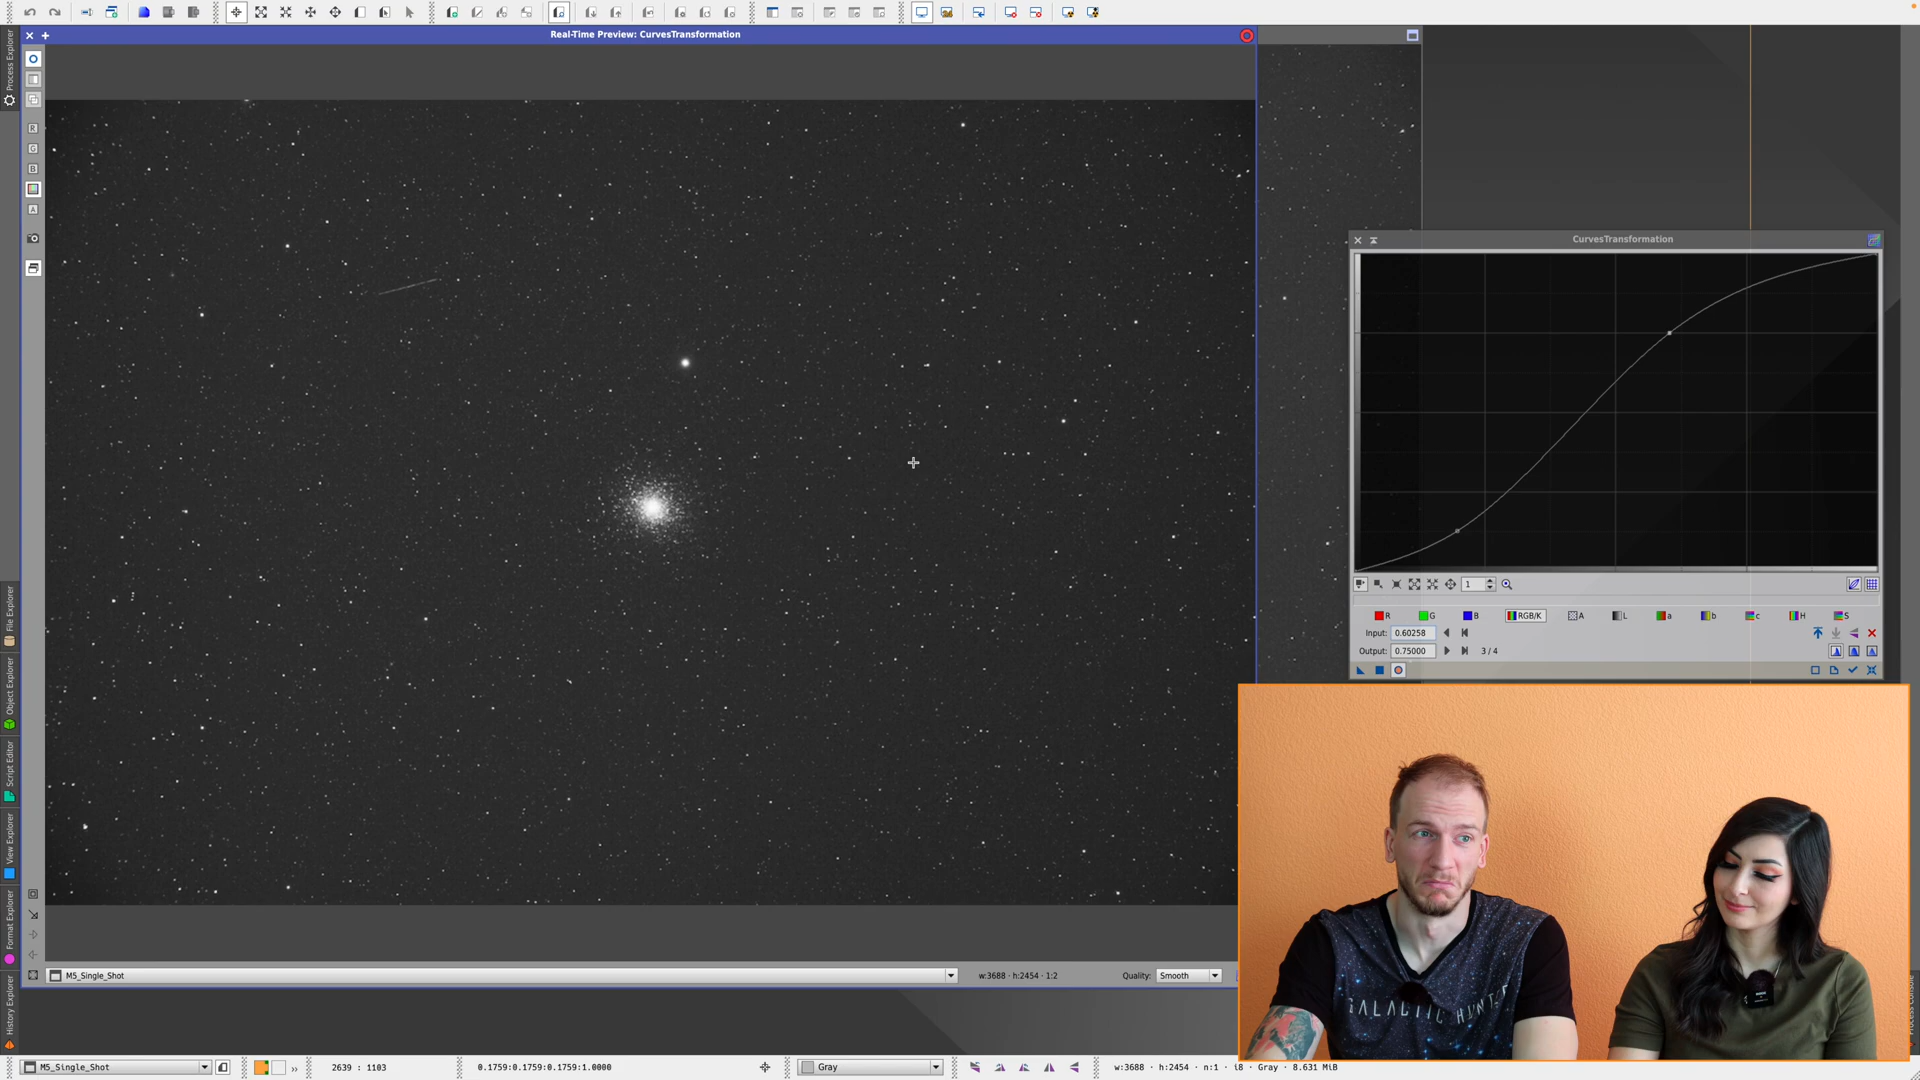 Real-Time Preview: CurvesTransformation
Process Explorer
R
G
B
A
CurvesTransformation
1
R
G
B
RGB/K
A
L
a
b
c
H
S
Input: 0.60258
Output: 0.75000
3 / 4
File Explorer
Object Explorer
Script Editor
View Explorer
Format Explorer
History Explorer
GALACTIC HUNTER
M5_Single_Shot
w:3688 · h:2454 · 1:2
Quality: Smooth
Process Console
M5_Single_Shot
2639 : 1103
0.1759:0.1759:0.1759:1.0000
Gray
w:3688 · h:2454 · n:1 · i8 · Gray · 8.631 MiB